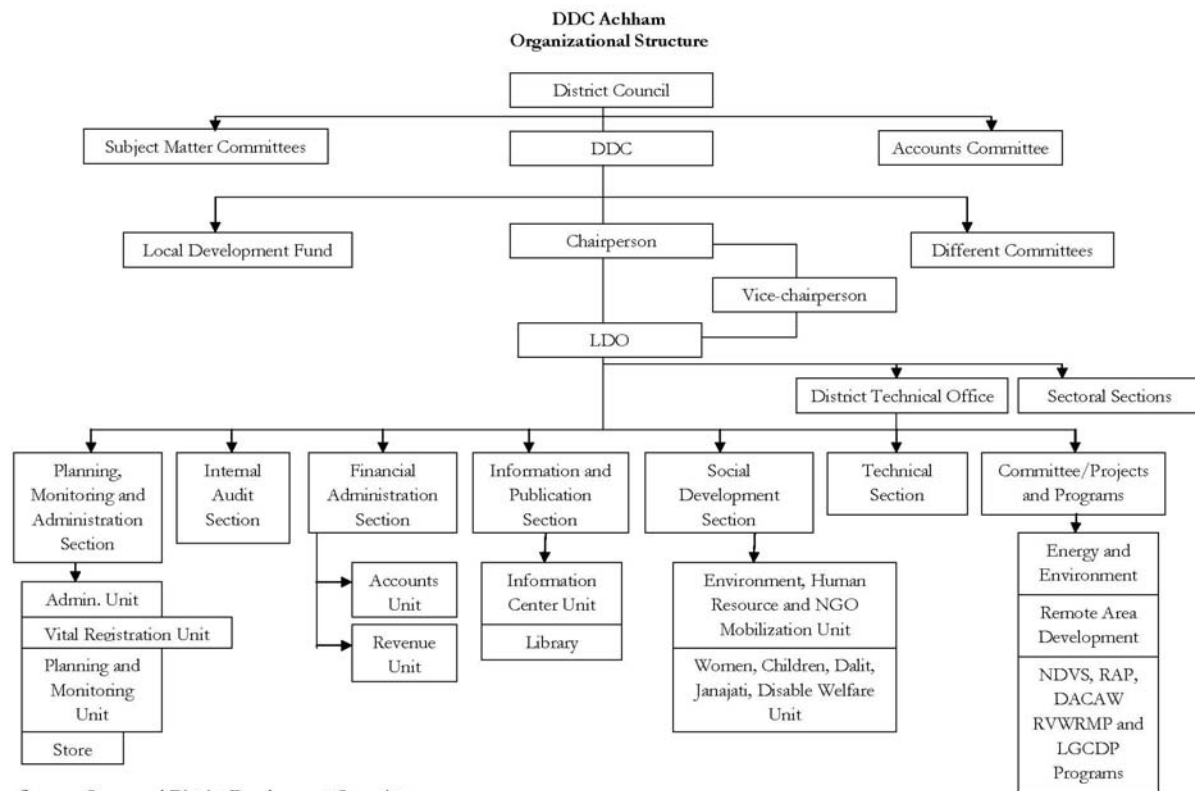 DDC Achham
Organizational Structure
District Council
Subject Matter Committees
DDC
Accounts Committee
Local Development Fund
Chairperson
Different Committees
Vice-chairperson
LDO
District Technical Office
Sectoral Sections
Planning,
Monitoring and
Administration
Section
Internal
Audit
Section
Financial
Administration
Section
Information and
Publication
Section
Social
Development
Section
Technical
Section
Committee/Projects
and Programs
Admin. Unit
Vital Registration Unit
Planning and
Monitoring
Unit
Store
Accounts
Unit
Revenue
Unit
Information
Center Unit
Library
Environment, Human
Resource and NGO
Mobilization Unit
Women, Children, Dalit,
Janajati, Disable Welfare
Unit
Energy and
Environment
Remote Area
Development
NDVS, RAP,
DACAW
RVWRMP and
LGCDP
Programs